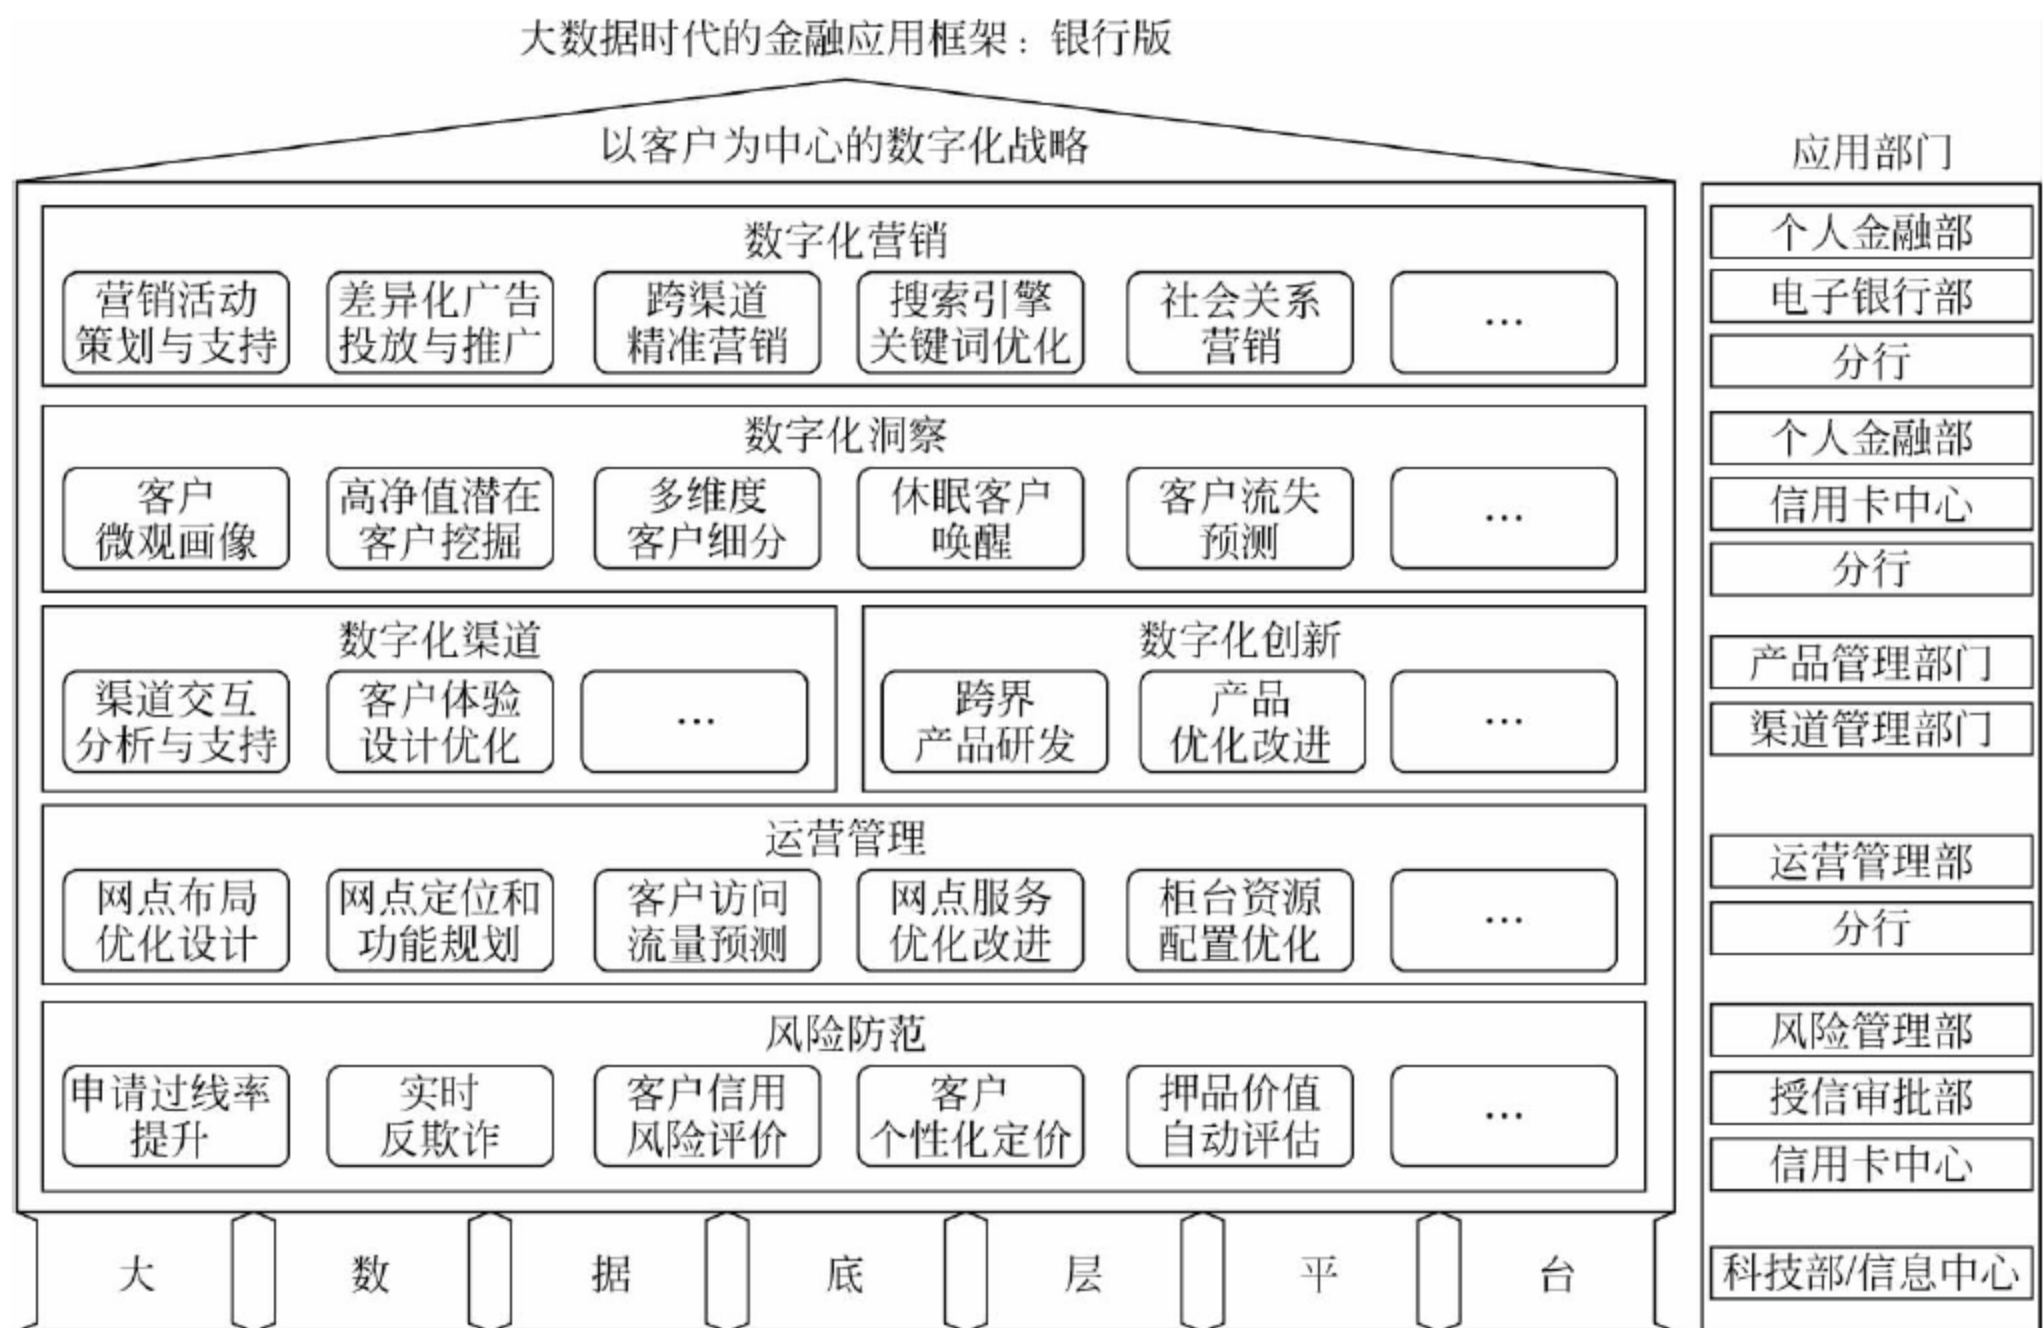 大数据时代的金融应用框架：银行版
以客户为中心的数字化战略
数字化营销
营销活动
策划与支持
差异化广告
投放与推广
跨渠道
精准营销
搜索引擎
关键词优化
社会关系
营销
…
数字化洞察
客户
微观画像
高净值潜在
客户挖掘
多维度
客户细分
休眠客户
唤醒
客户流失
预测
…
数字化渠道
渠道交互
分析与支持
客户体验
设计优化
…
数字化创新
跨界
产品研发
产品
优化改进
…
运营管理
网点布局
优化设计
网点定位和
功能规划
客户访问
流量预测
网点服务
优化改进
柜台资源
配置优化
…
风险防范
申请过线率
提升
实时
反欺诈
客户信用
风险评价
客户
个性化定价
押品价值
自动评估
…
大数据底层平台
应用部门
个人金融部
电子银行部
分行
个人金融部
信用卡中心
分行
产品管理部门
渠道管理部门
运营管理部
分行
风险管理部
授信审批部
信用卡中心
科技部/信息中心